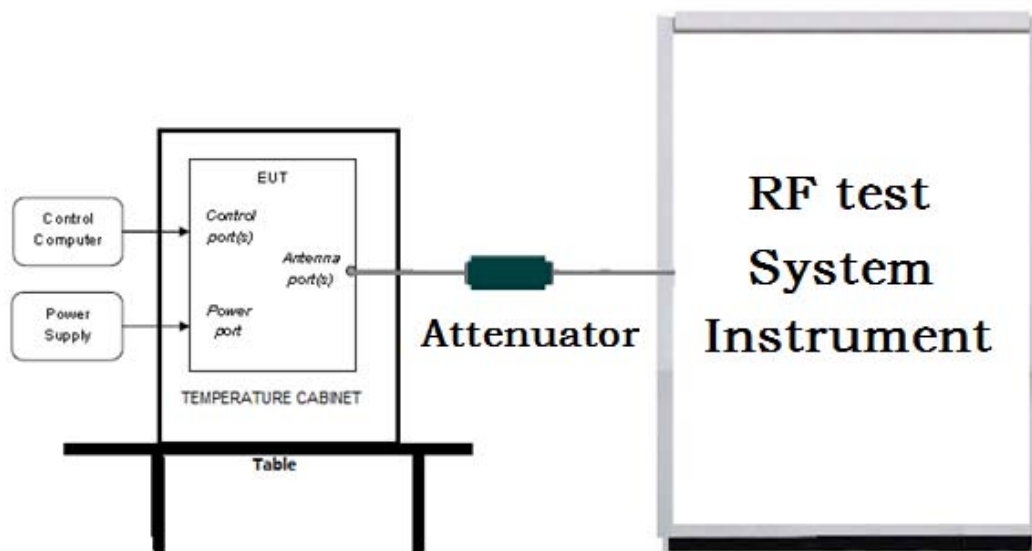 Control
Computer
Power
Supply
EUT
Control
port(s)
Antenna
port(s)
Power
port
TEMPERATURE CABINET
Table
Attenuator
RF test
System
Instrument